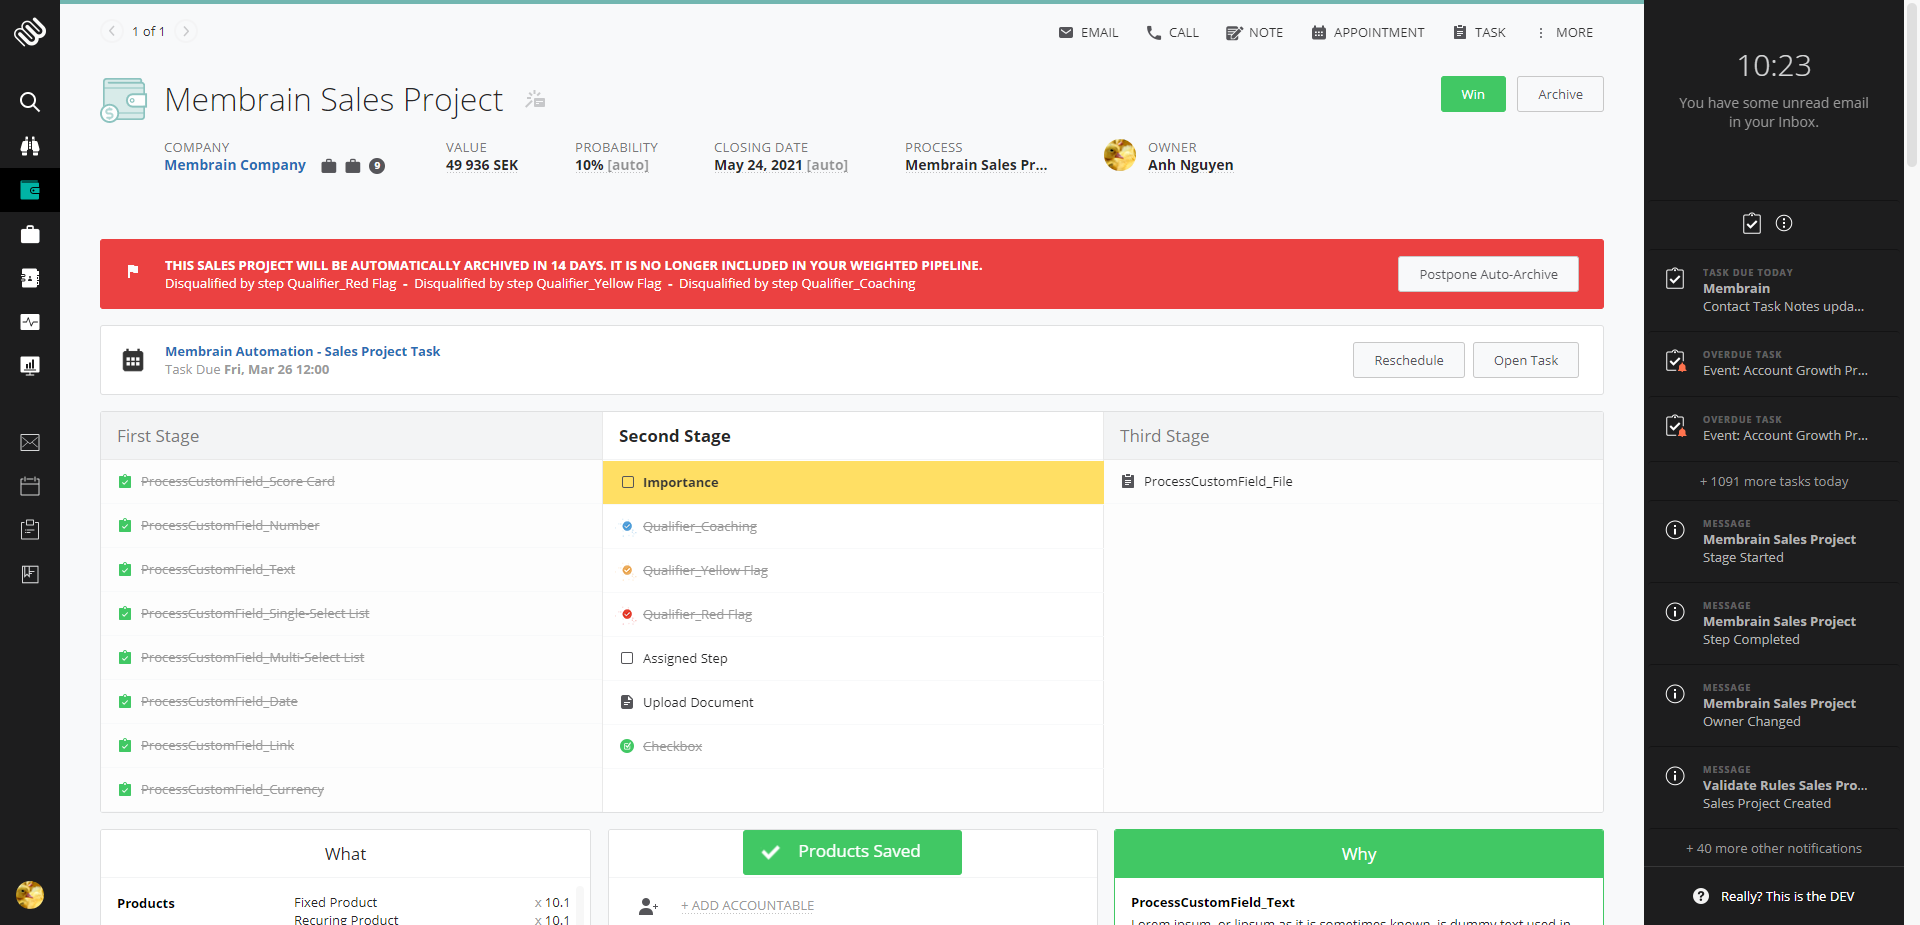 1 of 1
EMAIL
CALL
NOTE
APPOINTMENT
TASK
MORE
Membrain Sales Project
Win
Archive
COMPANY
Membrain Company
9
VALUE
49 936 SEK
PROBABILITY
10% [auto]
CLOSING DATE
May 24, 2021 [auto]
PROCESS
Membrain Sales Pr...
OWNER
Anh Nguyen
THIS SALES PROJECT WILL BE AUTOMATICALLY ARCHIVED IN 14 DAYS. IT IS NO LONGER INCLUDED IN YOUR WEIGHTED PIPELINE.
Disqualified by step Qualifier_Red Flag - Disqualified by step Qualifier_Yellow Flag - Disqualified by step Qualifier_Coaching
Postpone Auto-Archive
Membrain Automation - Sales Project Task
Task Due Fri, Mar 26 12:00
Reschedule
Open Task
First Stage
ProcessCustomField_Score Card
ProcessCustomField_Number
ProcessCustomField_Text
ProcessCustomField_Single-Select List
ProcessCustomField_Multi-Select List
ProcessCustomField_Date
ProcessCustomField_Link
ProcessCustomField_Currency
Second Stage
Importance
Qualifier_Coaching
Qualifier_Yellow Flag
Qualifier_Red Flag
Assigned Step
Upload Document
Checkbox
Third Stage
ProcessCustomField_File
What
Products
Fixed Product x 10.1
Recuring Product x 10.1
Products Saved
+ ADD ACCOUNTABLE
Why
ProcessCustomField_Text
Lorem ipsum, or lipsum as it is sometimes known, is dummy text used in
10:23
You have some unread email
in your Inbox.
TASK DUE TODAY
Membrain
Contact Task Notes upda...
OVERDUE TASK
Event: Account Growth Pr...
OVERDUE TASK
Event: Account Growth Pr...
+ 1091 more tasks today
MESSAGE
Membrain Sales Project
Stage Started
MESSAGE
Membrain Sales Project
Step Completed
MESSAGE
Membrain Sales Project
Owner Changed
MESSAGE
Validate Rules Sales Pro...
Sales Project Created
+ 40 more other notifications
Really? This is the DEV